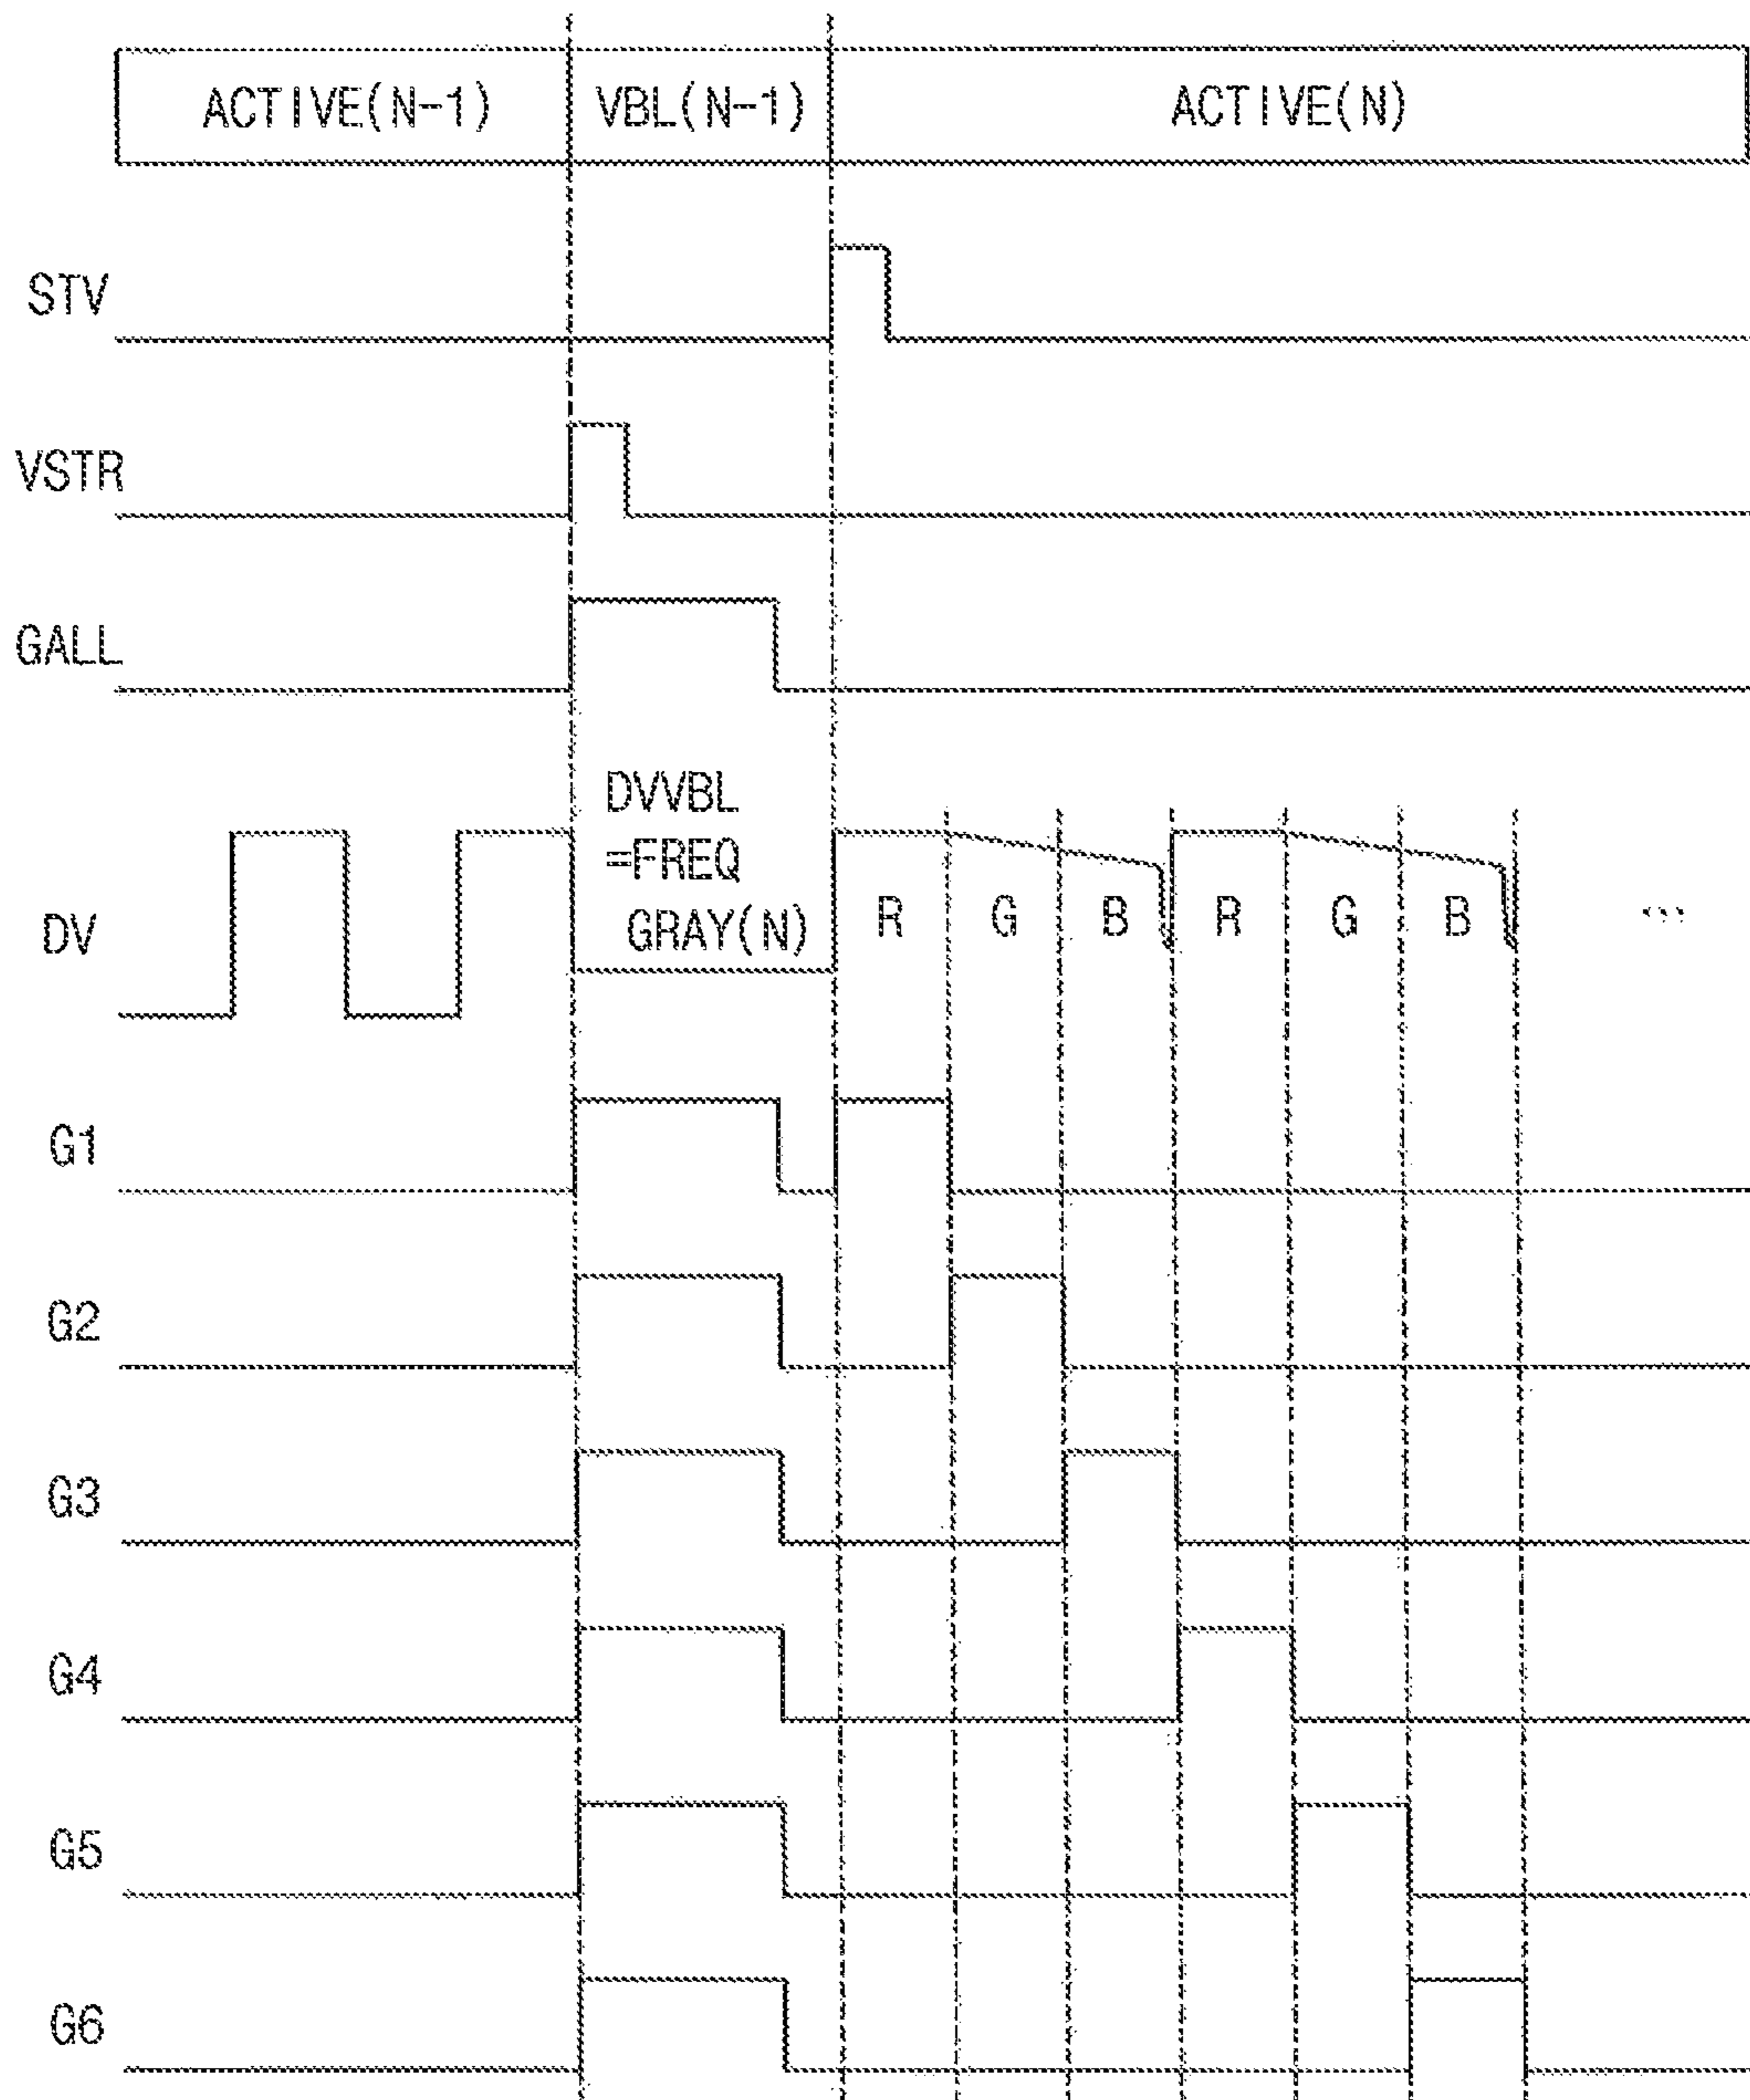 ACTIVE(N-1) VBL(N-1) ACTIVE(N)
STV
VSTR
GALL
DVVBL
=FREQ
GRAY(N)
DV R G B R G B ...
G1
G2
G3
G4
G5
G6